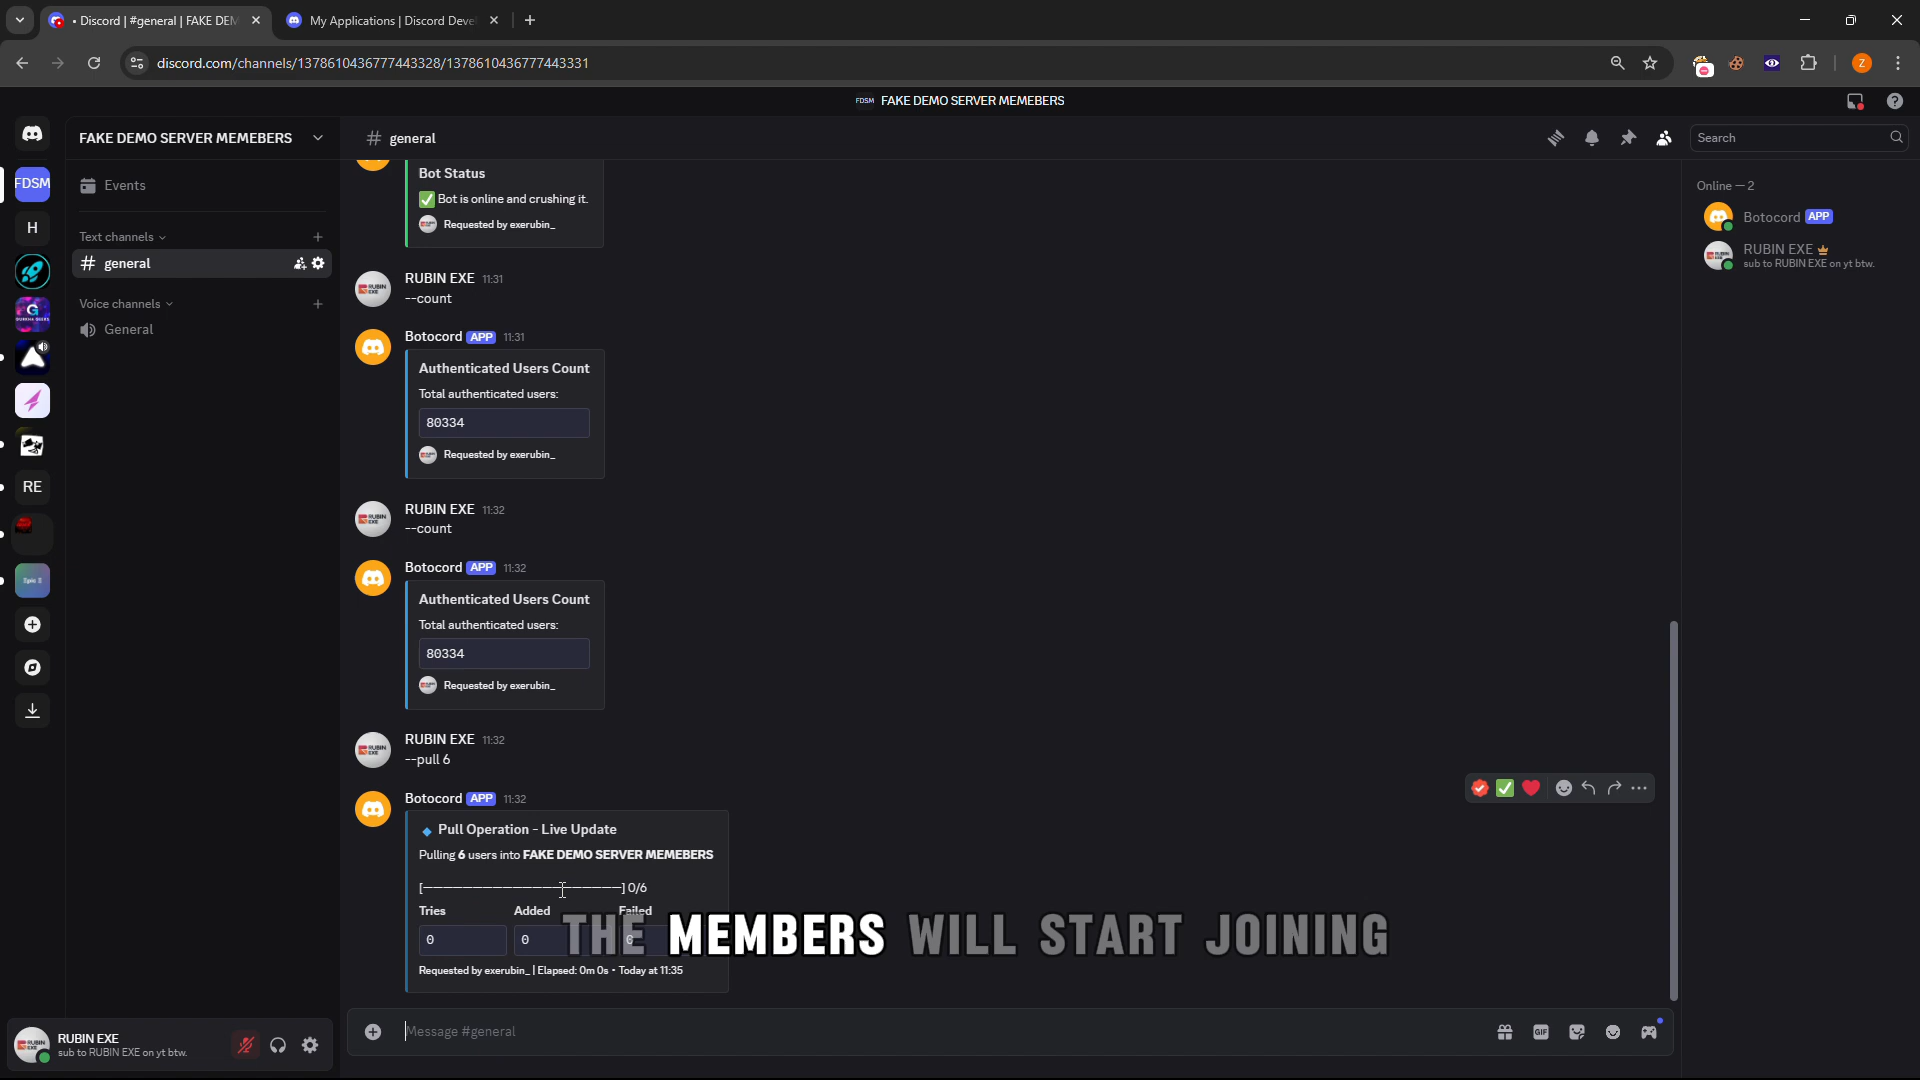 • Discord | #general | FAKE DEM
My Applications | Discord Deve
discord.com/channels/1378610436777443328/1378610436777443331
Z
FDSM FAKE DEMO SERVER MEMEBERS
FAKE DEMO SERVER MEMEBERS
Events
Text channels
general
Voice channels
General
FDSM
H
RE
Epic E
# general
Search
Bot Status
✅ Bot is online and crushing it.
Requested by exerubin_
RUBIN EXE 11:31
--count
Botocord APP 11:31
Authenticated Users Count
Total authenticated users:
80334
Requested by exerubin_
RUBIN EXE 11:32
--count
Botocord APP 11:32
Authenticated Users Count
Total authenticated users:
80334
Requested by exerubin_
RUBIN EXE 11:32
--pull 6
Botocord APP 11:32
🔹 Pull Operation - Live Update
Pulling 6 users into FAKE DEMO SERVER MEMEBERS
[────────────────────] 0/6
Tries Added Failed
0 0 0
Requested by exerubin_ | Elapsed: 0m 0s • Today at 11:35
THE MEMBERS WILL START JOINING
Message #general
GIF
Online — 2
Botocord APP
RUBIN EXE
sub to RUBIN EXE on yt btw.
RUBIN EXE
sub to RUBIN EXE on yt btw.